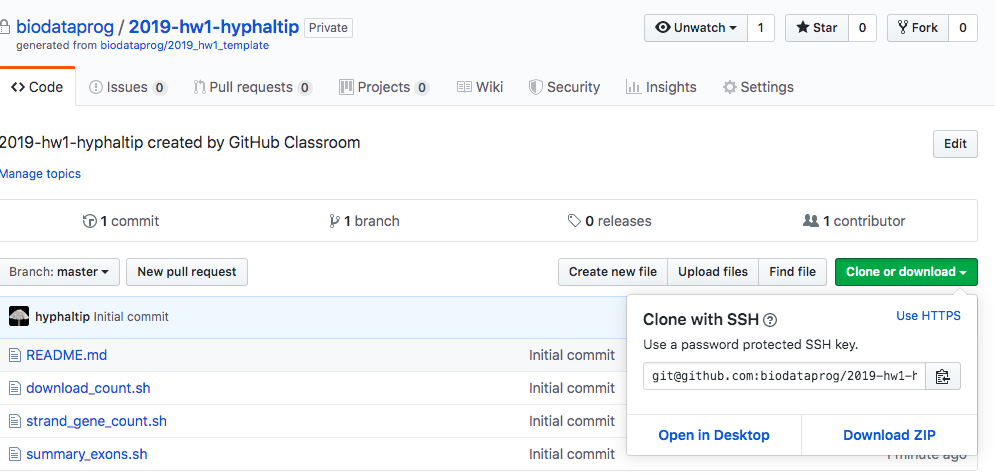 biodataprog / 2019-hw1-hyphaltip Private
Unwatch 1 Star 0 Fork 0
generated from biodataprog/2019_hw1_template
Code Issues 0 Pull requests 0 Projects 0 Wiki Security Insights Settings
2019-hw1-hyphaltip created by GitHub Classroom
Edit
Manage topics
1 commit 1 branch 0 releases 1 contributor
Branch: master New pull request Create new file Upload files Find file Clone or download
hyphaltip Initial commit
README.md Initial commit
download_count.sh Initial commit
strand_gene_count.sh Initial commit
summary_exons.sh Initial commit 1 minute ago
Clone with SSH ? Use HTTPS
Use a password protected SSH key.
git@github.com:biodataprog/2019-hw1-h
Open in Desktop Download ZIP